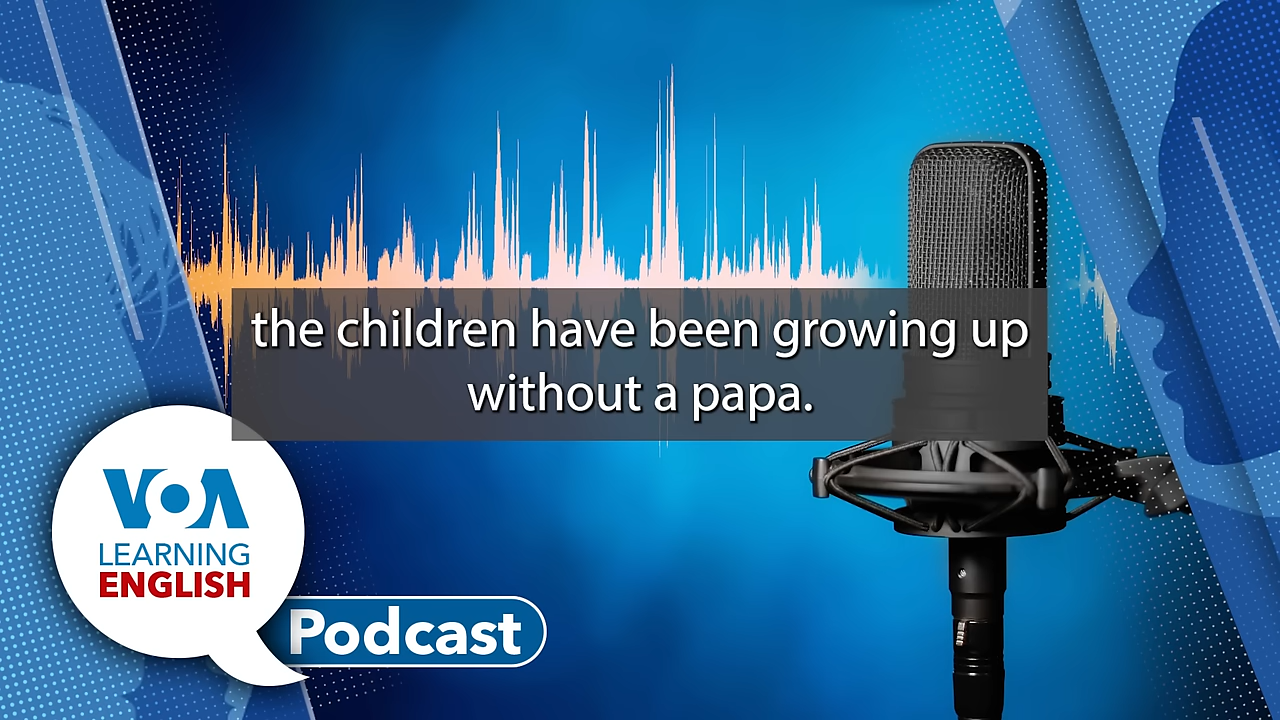 the children have been growing up
without a papa.
VOA
LEARNING
ENGLISH
Podcast